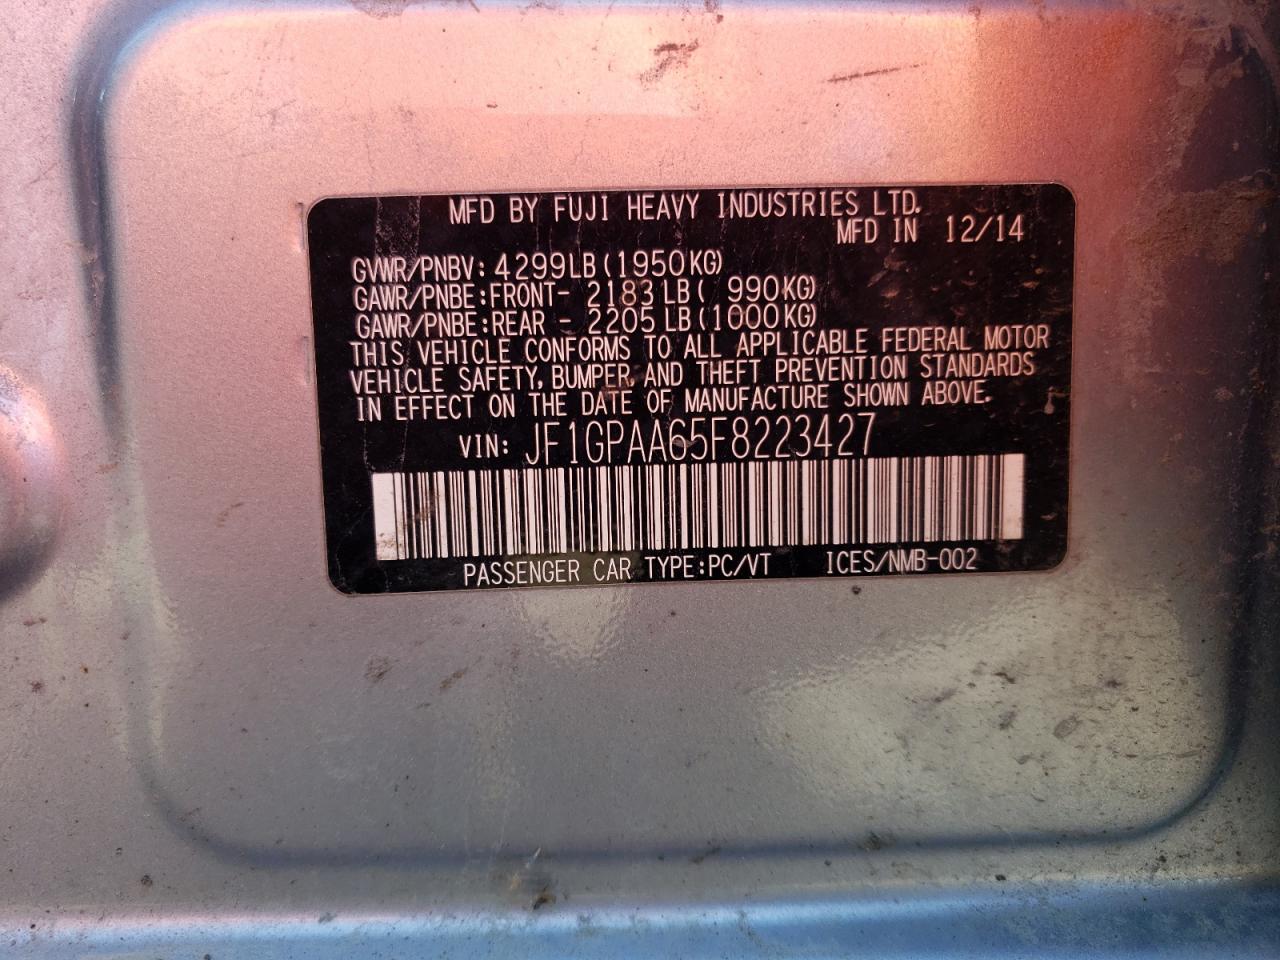 MFD BY FUJI HEAVY INDUSTRIES LTD.
MFD IN 12/14
GVWR/PNBV: 4299LB (1950KG)
GAWR/PNBE:FRONT- 2183LB ( 990KG)
GAWR/PNBE:REAR - 2205LB (1000KG)
THIS VEHICLE CONFORMS TO ALL APPLICABLE FEDERAL MOTOR
VEHICLE SAFETY, BUMPER, AND THEFT PREVENTION STANDARDS
IN EFFECT ON THE DATE OF MANUFACTURE SHOWN ABOVE.
VIN: JF1GPAA65F8223427
PASSENGER CAR TYPE:PC/VT ICES/NMB-002